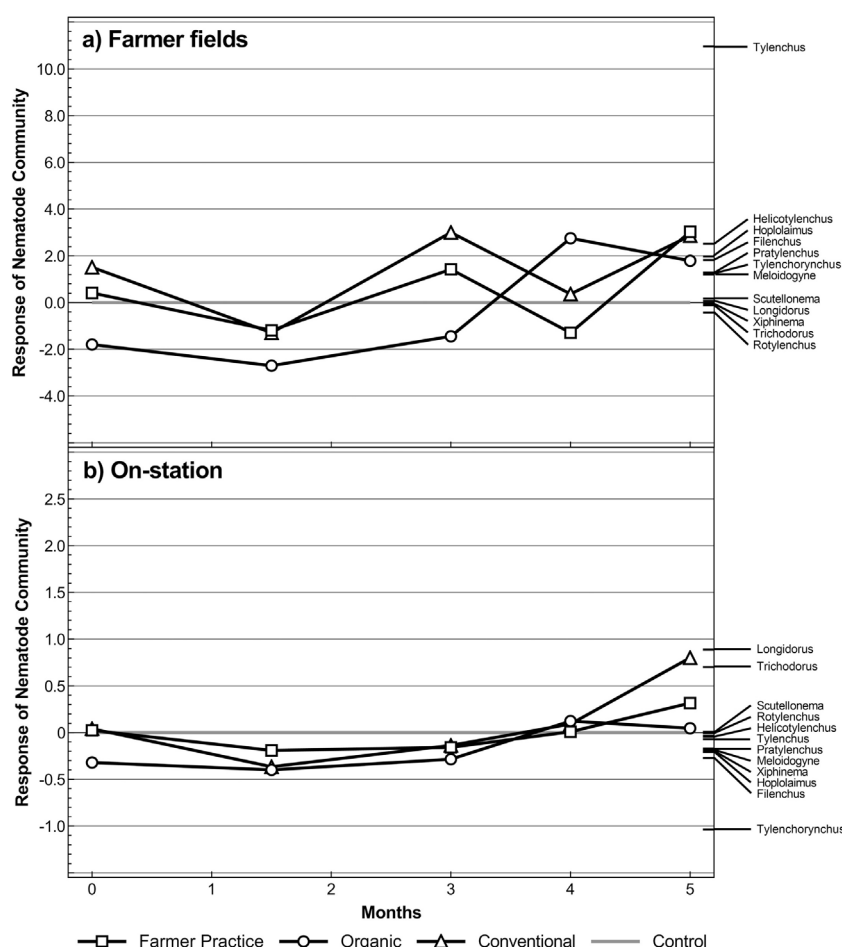 a) Farmer fields
Response of Nematode Community
10.0
8.0
6.0
4.0
2.0
0.0
-2.0
-4.0
Tylenchus
Helicotylenchus
Hoplolaimus
Filenchus
Pratylenchus
Tylenchorynchus
Meloidogyne
Scutellonema
Longidorus
Xiphinema
Trichodorus
Rotylenchus
b) On-station
Response of Nematode Community
2.5
2.0
1.5
1.0
0.5
0
-0.5
-1.0
Longidorus
Trichodorus
Scutellonema
Rotylenchus
Helicotylenchus
Tylenchus
Pratylenchus
Meloidogyne
Xiphinema
Hoplolaimus
Filenchus
Tylenchorynchus
0 1 2 3 4 5
Months
Farmer Practice Organic Conventional Control